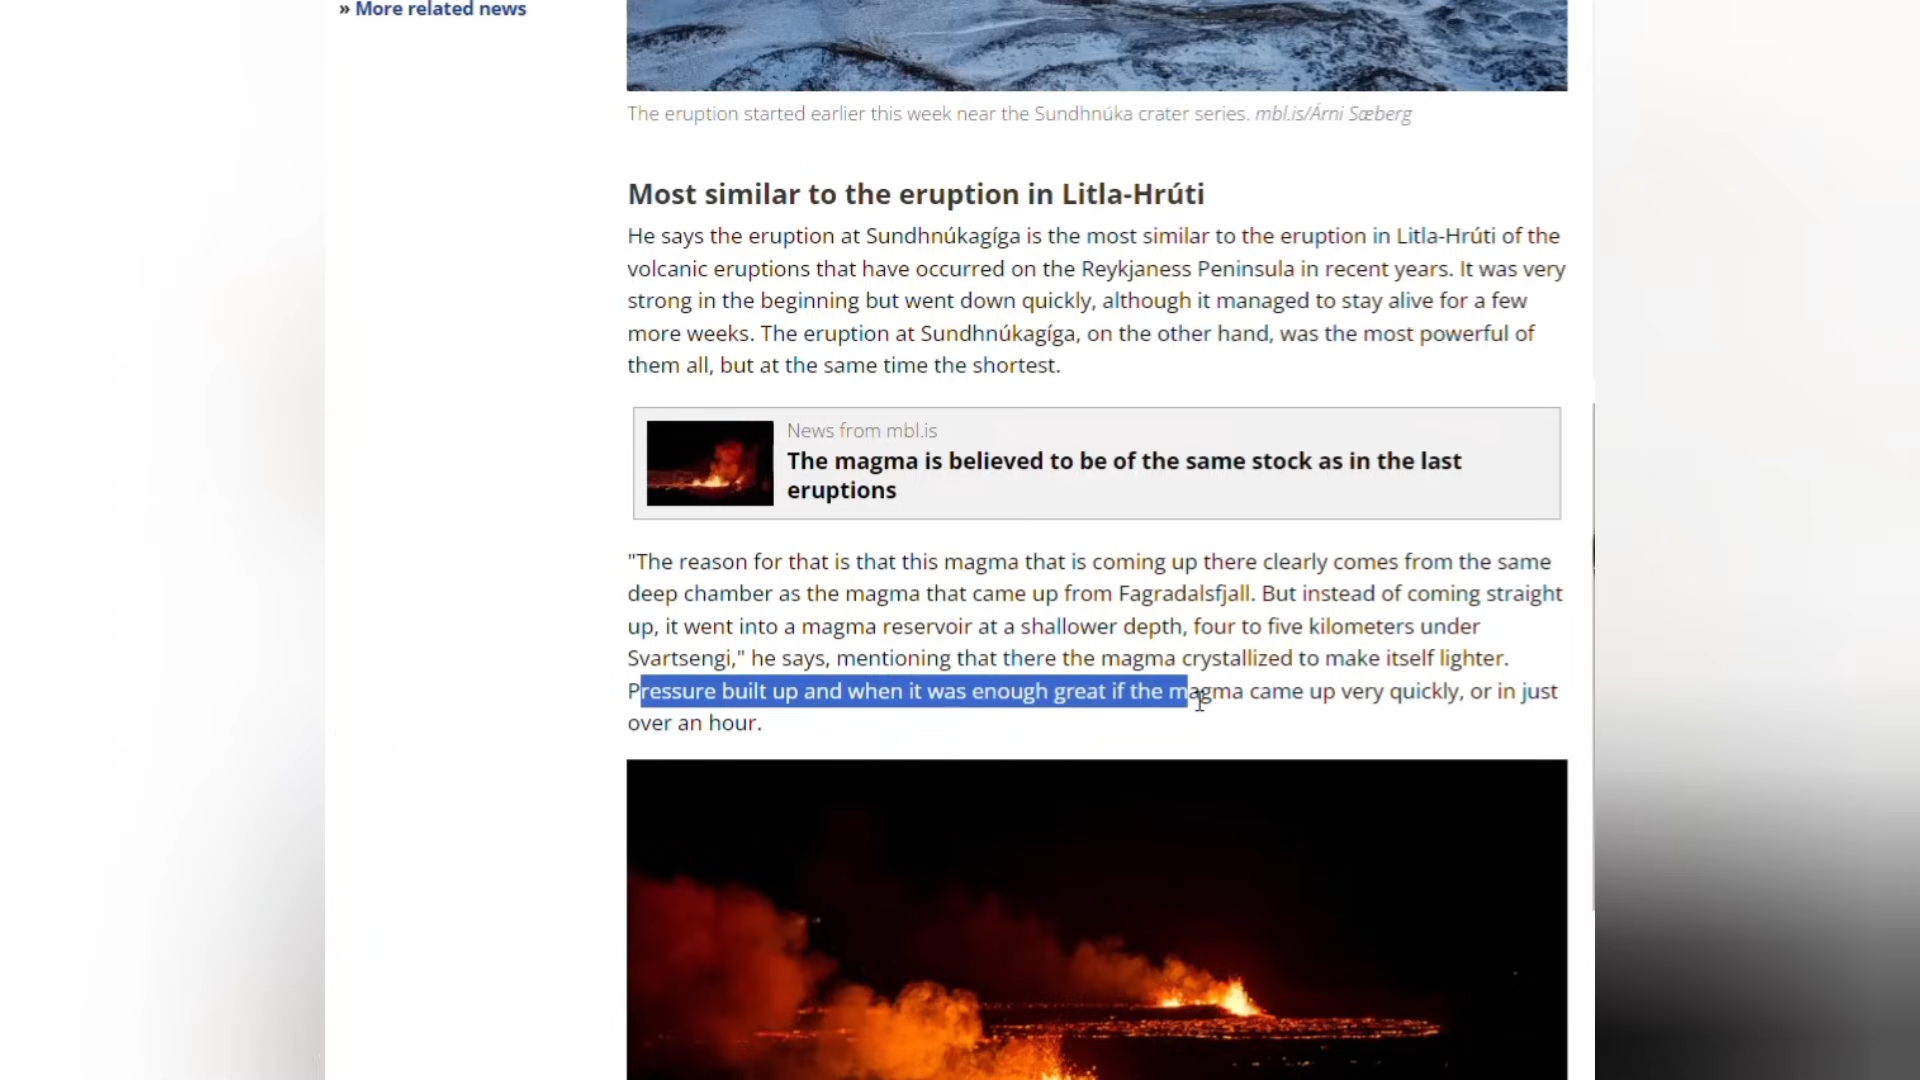 » More related news
The eruption started earlier this week near the Sundhnúka crater series. mbl.is/Árni Sæberg
Most similar to the eruption in Litla-Hrúti
He says the eruption at Sundhnúkagíga is the most similar to the eruption in Litla-Hrúti of the
volcanic eruptions that have occurred on the Reykjaness Peninsula in recent years. It was very
strong in the beginning but went down quickly, although it managed to stay alive for a few
more weeks. The eruption at Sundhnúkagíga, on the other hand, was the most powerful of
them all, but at the same time the shortest.
News from mbl.is
The magma is believed to be of the same stock as in the last
eruptions
"The reason for that is that this magma that is coming up there clearly comes from the same
deep chamber as the magma that came up from Fagradalsfjall. But instead of coming straight
up, it went into a magma reservoir at a shallower depth, four to five kilometers under
Svartsengi," he says, mentioning that there the magma crystallized to make itself lighter.
Pressure built up and when it was enough great if the magma came up very quickly, or in just
over an hour.